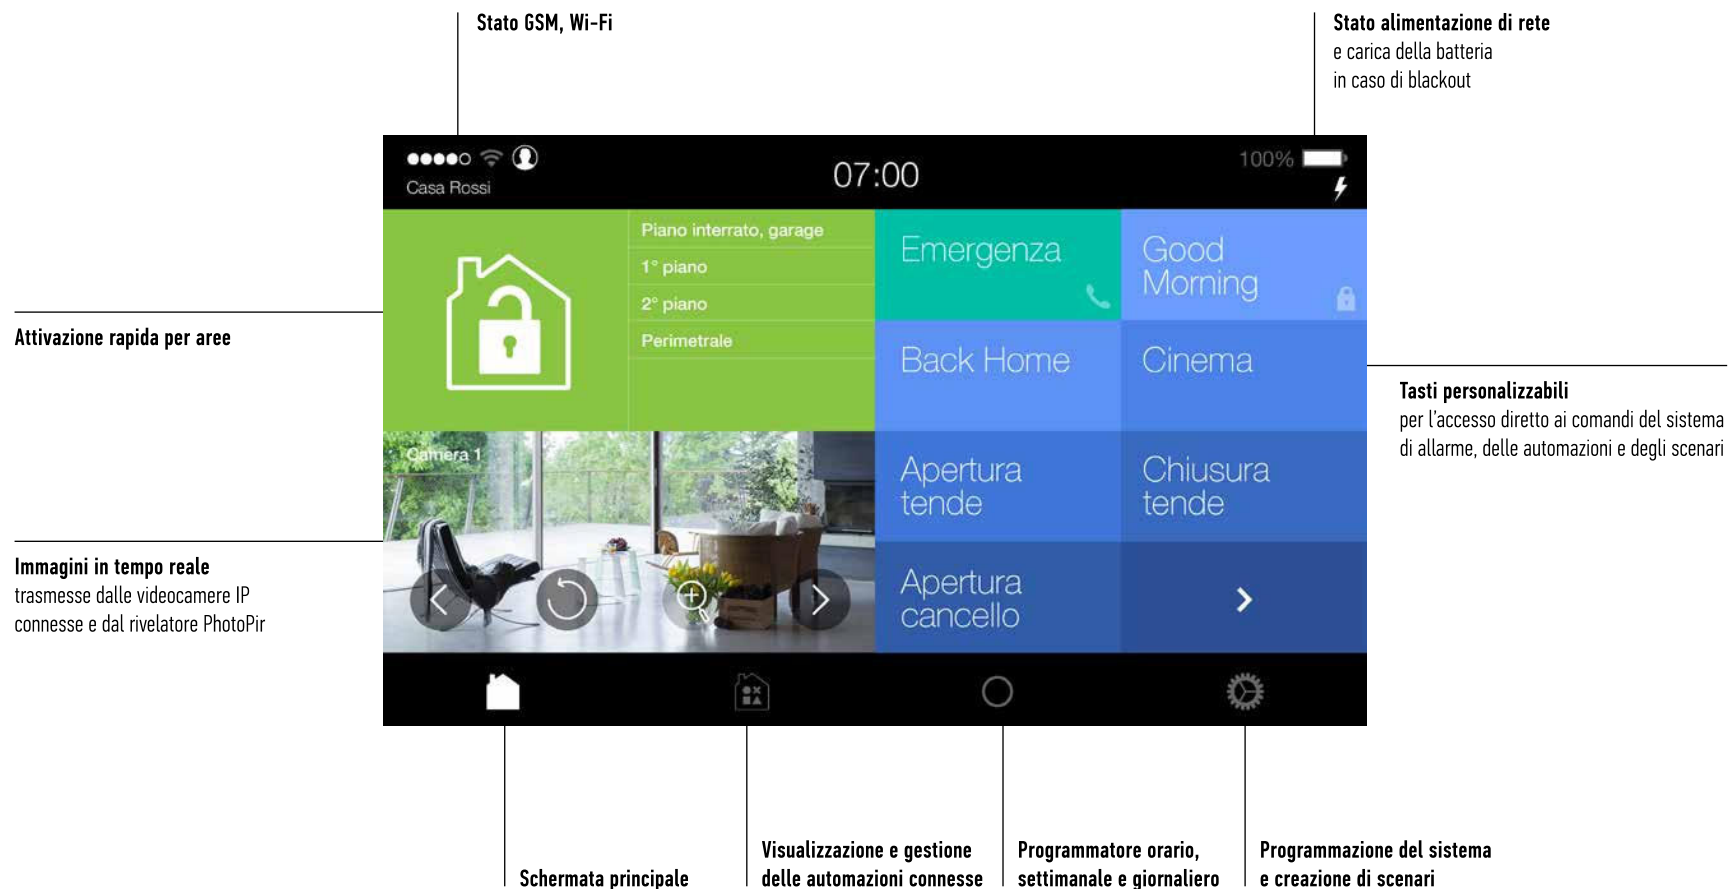 Stato GSM, Wi-Fi
Stato alimentazione di rete
e carica della batteria
in caso di blackout
Casa Rossi
07:00
100%
Piano interrato, garage
1° piano
2° piano
Perimetrale
Emergenza
Good
Morning
Back Home
Cinema
Attivazione rapida per aree
Tasti personalizzabili
per l'accesso diretto ai comandi del sistema
di allarme, delle automazioni e degli scenari
Camera 1
Apertura
tende
Chiusura
tende
Apertura
cancello
Immagini in tempo reale
trasmesse dalle videocamere IP
connesse e dal rivelatore PhotoPir
Schermata principale
Visualizzazione e gestione
delle automazioni connesse
Programmatore orario,
settimanale e giornaliero
Programmazione del sistema
e creazione di scenari